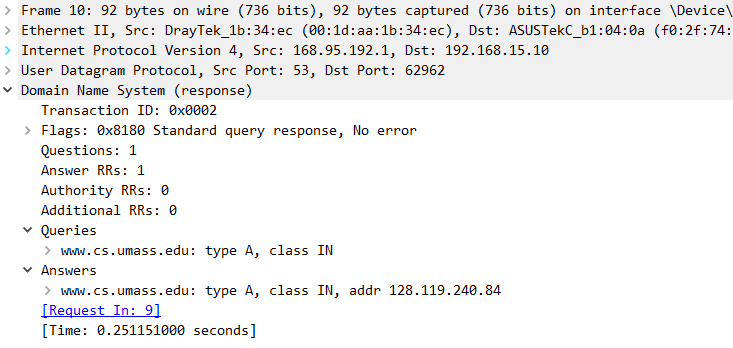 Frame 10: 92 bytes on wire (736 bits), 92 bytes captured (736 bits) on interface \Device\
Ethernet II, Src: DrayTek_1b:34:ec (00:1d:aa:1b:34:ec), Dst: ASUSTekC_b1:04:0a (f0:2f:74:
Internet Protocol Version 4, Src: 168.95.192.1, Dst: 192.168.15.10
User Datagram Protocol, Src Port: 53, Dst Port: 62962
Domain Name System (response)
Transaction ID: 0x0002
Flags: 0x8180 Standard query response, No error
Questions: 1
Answer RRs: 1
Authority RRs: 0
Additional RRs: 0
Queries
www.cs.umass.edu: type A, class IN
Answers
www.cs.umass.edu: type A, class IN, addr 128.119.240.84
[Request In: 9]
[Time: 0.251151000 seconds]